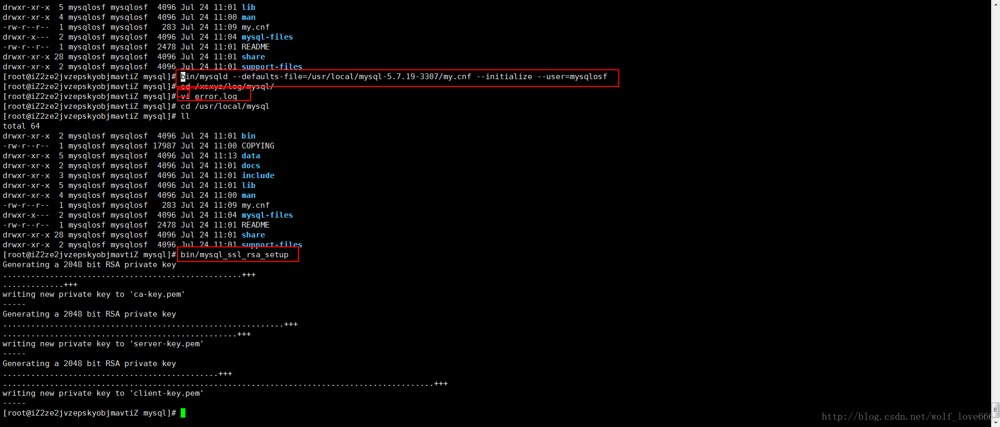 drwxr-xr-x  5 mysqlosf mysqlosf  4096 Jul 24 11:01 lib
drwxr-xr-x  4 mysqlosf mysqlosf  4096 Jul 24 11:00 man
-rw-r--r--  1 mysqlosf mysqlosf   283 Jul 24 11:09 my.cnf
drwxr-x---  2 mysqlosf mysqlosf  4096 Jul 24 11:04 mysql-files
-rw-r--r--  1 mysqlosf mysqlosf  2478 Jul 24 11:01 README
drwxr-xr-x 28 mysqlosf mysqlosf  4096 Jul 24 11:01 share
drwxr-xr-x  2 mysqlosf mysqlosf  4096 Jul 24 11:01 support-files
[root@iZ2ze2jvzepskyobjmavtiZ mysql]# bin/mysqld --defaults-file=/usr/local/mysql-5.7.19-3307/my.cnf --initialize --user=mysqlosf
[root@iZ2ze2jvzepskyobjmavtiZ mysql]# cd /xcxyz/log/mysql/
[root@iZ2ze2jvzepskyobjmavtiZ mysql]# vi error.log
[root@iZ2ze2jvzepskyobjmavtiZ mysql]# cd /usr/local/mysql
[root@iZ2ze2jvzepskyobjmavtiZ mysql]# ll
total 64
drwxr-xr-x  2 mysqlosf mysqlosf  4096 Jul 24 11:01 bin
-rw-r--r--  1 mysqlosf mysqlosf 17987 Jul 24 11:00 COPYING
drwxr-xr-x  5 mysqlosf mysqlosf  4096 Jul 24 11:13 data
drwxr-xr-x  2 mysqlosf mysqlosf  4096 Jul 24 11:01 docs
drwxr-xr-x  3 mysqlosf mysqlosf  4096 Jul 24 11:01 include
drwxr-xr-x  5 mysqlosf mysqlosf  4096 Jul 24 11:01 lib
drwxr-xr-x  4 mysqlosf mysqlosf  4096 Jul 24 11:00 man
-rw-r--r--  1 mysqlosf mysqlosf   283 Jul 24 11:09 my.cnf
drwxr-x---  2 mysqlosf mysqlosf  4096 Jul 24 11:04 mysql-files
-rw-r--r--  1 mysqlosf mysqlosf  2478 Jul 24 11:01 README
drwxr-xr-x 28 mysqlosf mysqlosf  4096 Jul 24 11:01 share
drwxr-xr-x  2 mysqlosf mysqlosf  4096 Jul 24 11:01 support-files
[root@iZ2ze2jvzepskyobjmavtiZ mysql]# bin/mysql_ssl_rsa_setup
Generating a 2048 bit RSA private key
...................................................+++
.............+++
writing new private key to 'ca-key.pem'
-----
Generating a 2048 bit RSA private key
............................................................+++
..................................................+++
writing new private key to 'server-key.pem'
-----
Generating a 2048 bit RSA private key
..............................................+++
............................................................................................+++
writing new private key to 'client-key.pem'
-----
[root@iZ2ze2jvzepskyobjmavtiZ mysql]#
http://blog.csdn.net/wolf_love666